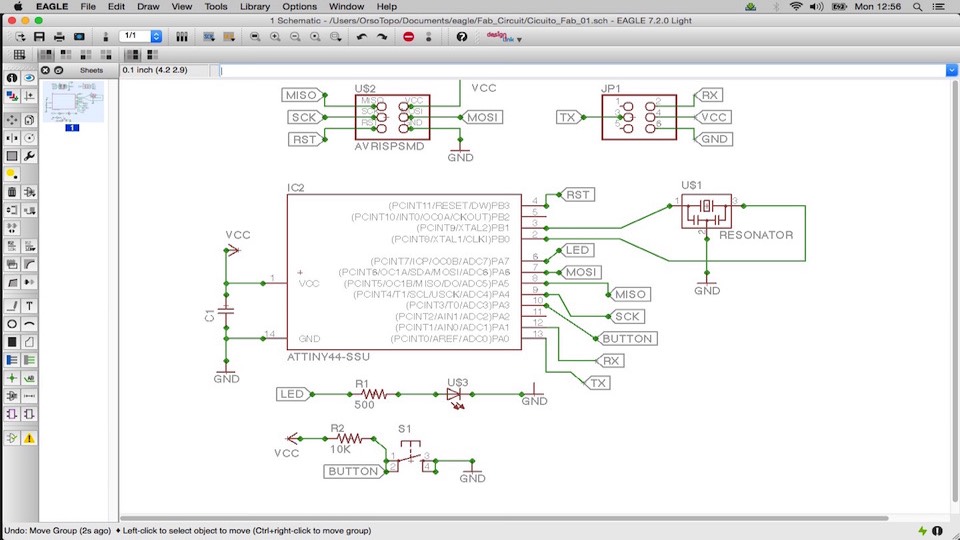 EAGLE File Edit Draw View Tools Library Options Window Help
Mon 12:56
1 Schematic - /Users/OrsoTopo/Documents/eagle/Fab_Circuit/Cicuito_Fab_01.sch - EAGLE 7.2.0 Light
1/1
design link
Sheets
0.1 inch (4.2 2.9)
1
MISO
SCK
RST
U$2
MISO VCC
AVRISPSMD
VCC
MOSI
GND
JP1
TX
1 2
3 4
5 6
RX
VCC
GND
IC2
(PCINT11/RESET/DW)PB3 4 RST
(PCINT10/INT0/OC0A/CKOUT)PB2 5
(PCINT9/XTAL2)PB1 3
(PCINT8/XTAL1/CLKI)PB0 2
(PCINT7/ICP/OC0B/ADC7)PA7 6 LED
(PCINT6/OC1A/SDA/MOSI/ADC6)PA6 7 MOSI
(PCINT5/OC1B/MISO/DO/ADC5)PA5 8 MISO
(PCINT4/T1/SCL/USCK/ADC4)PA4 9 SCK
(PCINT3/T0/ADC3)PA3 10 BUTTON
(PCINT2/AIN1/ADC2)PA2 11
(PCINT1/AIN0/ADC1)PA1 12 RX
(PCINT0/AREF/ADC0)PA0 13 TX
VCC
1
+
VCC
C1
14
GND
GND
ATTINY44-SSU
U$1
1 3
2
RESONATOR
GND
LED
R1
500
U$3
GND
VCC
R2
10K
S1
1 3
2 4
BUTTON
GND
Undo: Move Group (2s ago) ♦ Left-click to select object to move (Ctrl+right-click to move group)